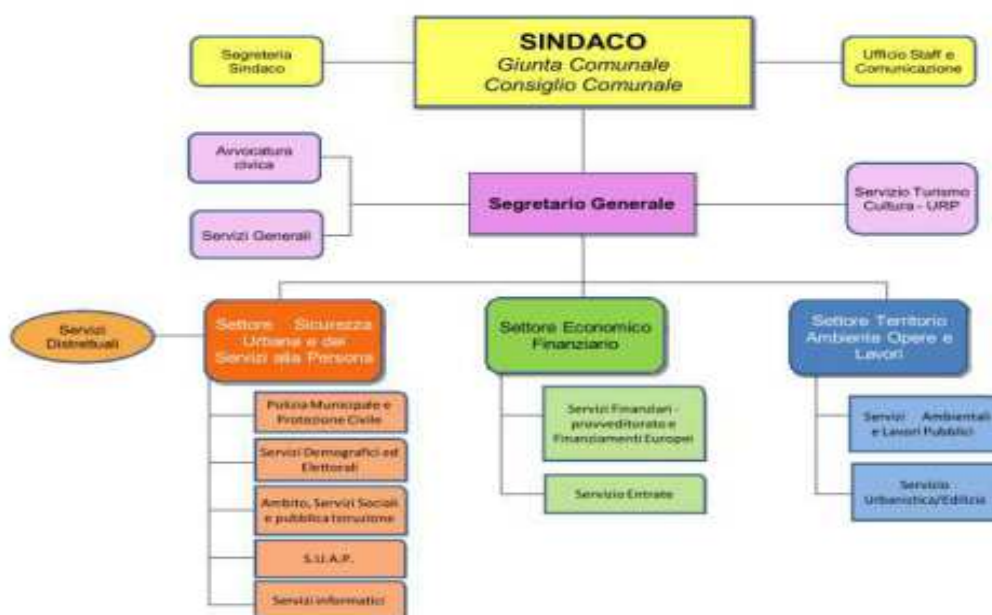 SINDACO
Giunta Comunale
Consiglio Comunale
Segreteria
Sindaco
Ufficio Staff e
Comunicazione
Avvocatura
civica
Servizi Generali
Segretario Generale
Servizio Turismo
Cultura - URP
Servizi
Distrettuali
Settore Sicurezza
Urbana e dei
Servizi alla Persona
Settore Economico
Finanziario
Settore Territorio
Ambiente Opere e
Lavori
Polizia Municipale e
Protezione Civile
Servizi Demografici ed
Elettorali
Ambito, Servizi Sociali
e pubblica Istruzione
S.U.A.P.
Servizi informatici
Servizi Finanziari -
provveditorato e
Finanziamenti Europei
Servizio Entrate
Servizi Ambientali
e Lavori Pubblici
Servizio
Urbanistica/Edilizia